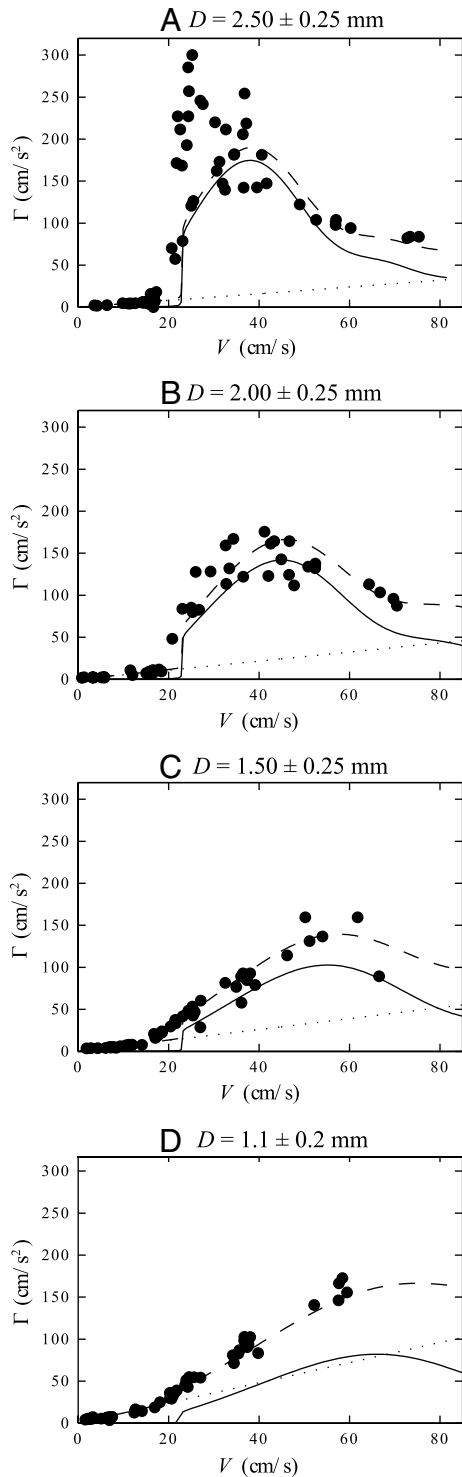 A D = 2.50 ± 0.25 mm
300
250
200
150
100
50
0
Γ (cm/s²)
0 20 40 60 80
V (cm/s)
B D = 2.00 ± 0.25 mm
300
250
200
150
100
50
0
Γ (cm/s²)
0 20 40 60 80
V (cm/s)
C D = 1.50 ± 0.25 mm
300
250
200
150
100
50
0
Γ (cm/s²)
0 20 40 60 80
V (cm/s)
D D = 1.1 ± 0.2 mm
300
250
200
150
100
50
0
Γ (cm/s²)
0 20 40 60 80
V (cm/s)